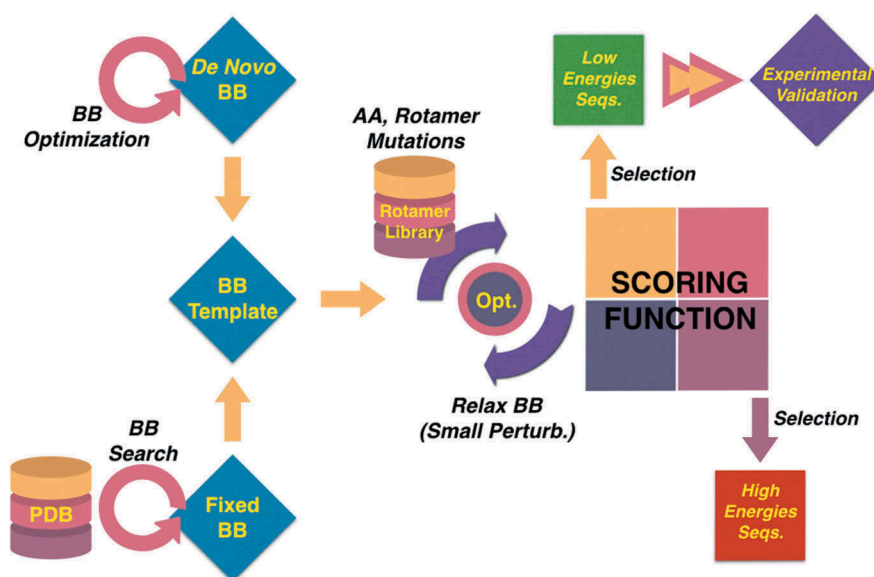 De Novo
BB
BB
Optimization
BB
Template
BB
Search
PDB
Fixed
BB
AA, Rotamer
Mutations
Rotamer
Library
Opt.
Relax BB
(Small Perturb.)
SCORING
FUNCTION
Selection
Low
Energies
Seqs.
Experimental
Validation
Selection
High
Energies
Seqs.